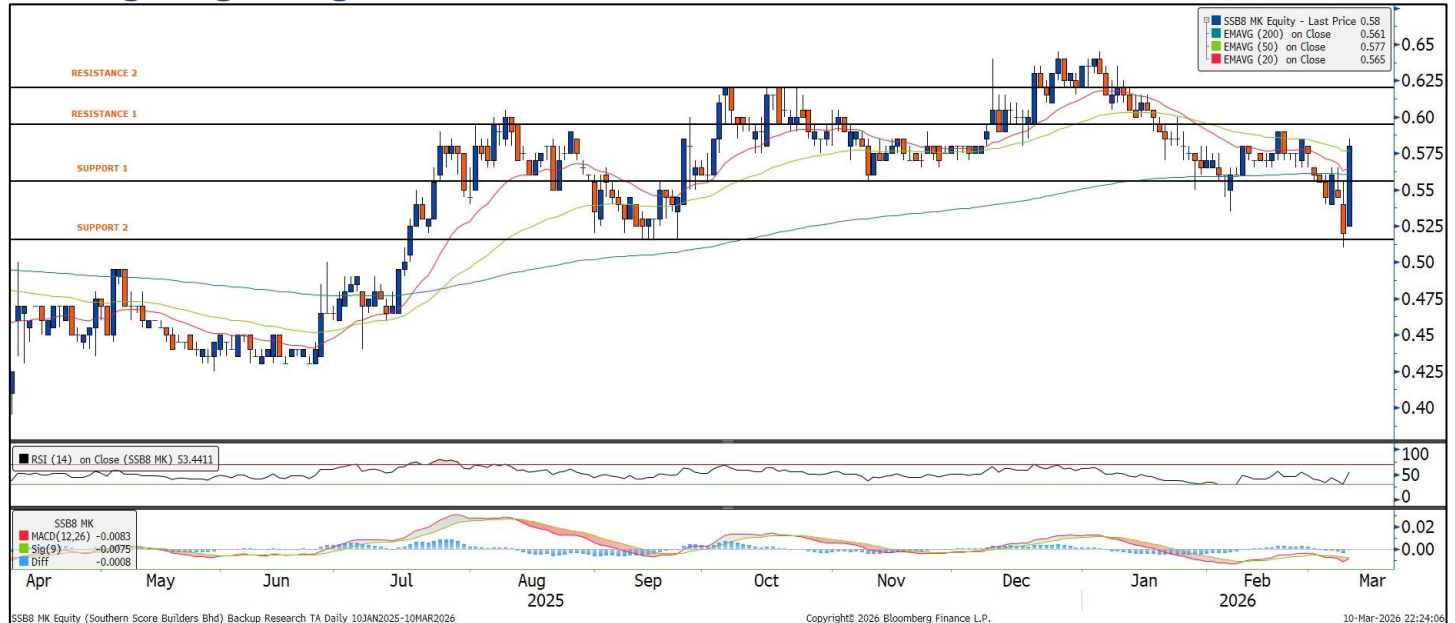 SSB8 MK Equity - Last Price 0.58
EMAVG (200) on Close 0.561
EMAVG (50) on Close 0.577
EMAVG (20) on Close 0.565
RESISTANCE 2
RESISTANCE 1
SUPPORT 1
SUPPORT 2
0.65
0.625
0.60
0.575
0.55
0.525
0.50
0.475
0.45
0.425
0.40
RSI (14) on Close (SSB8 MK) 53.4411
100
50
0
SSB8 MK
MACD(12,26) -0.0083
Sig(9) -0.0075
Diff -0.0008
0.02
0.00
Apr May Jun Jul Aug Sep Oct Nov Dec Jan Feb Mar
2025 2026
SSB8 MK Equity (Southern Score Builders Bhd) Backup Research TA Daily 10JAN2025-10MAR2026 Copyright© 2026 Bloomberg Finance L.P. 10-Mar-2026 22:24:06